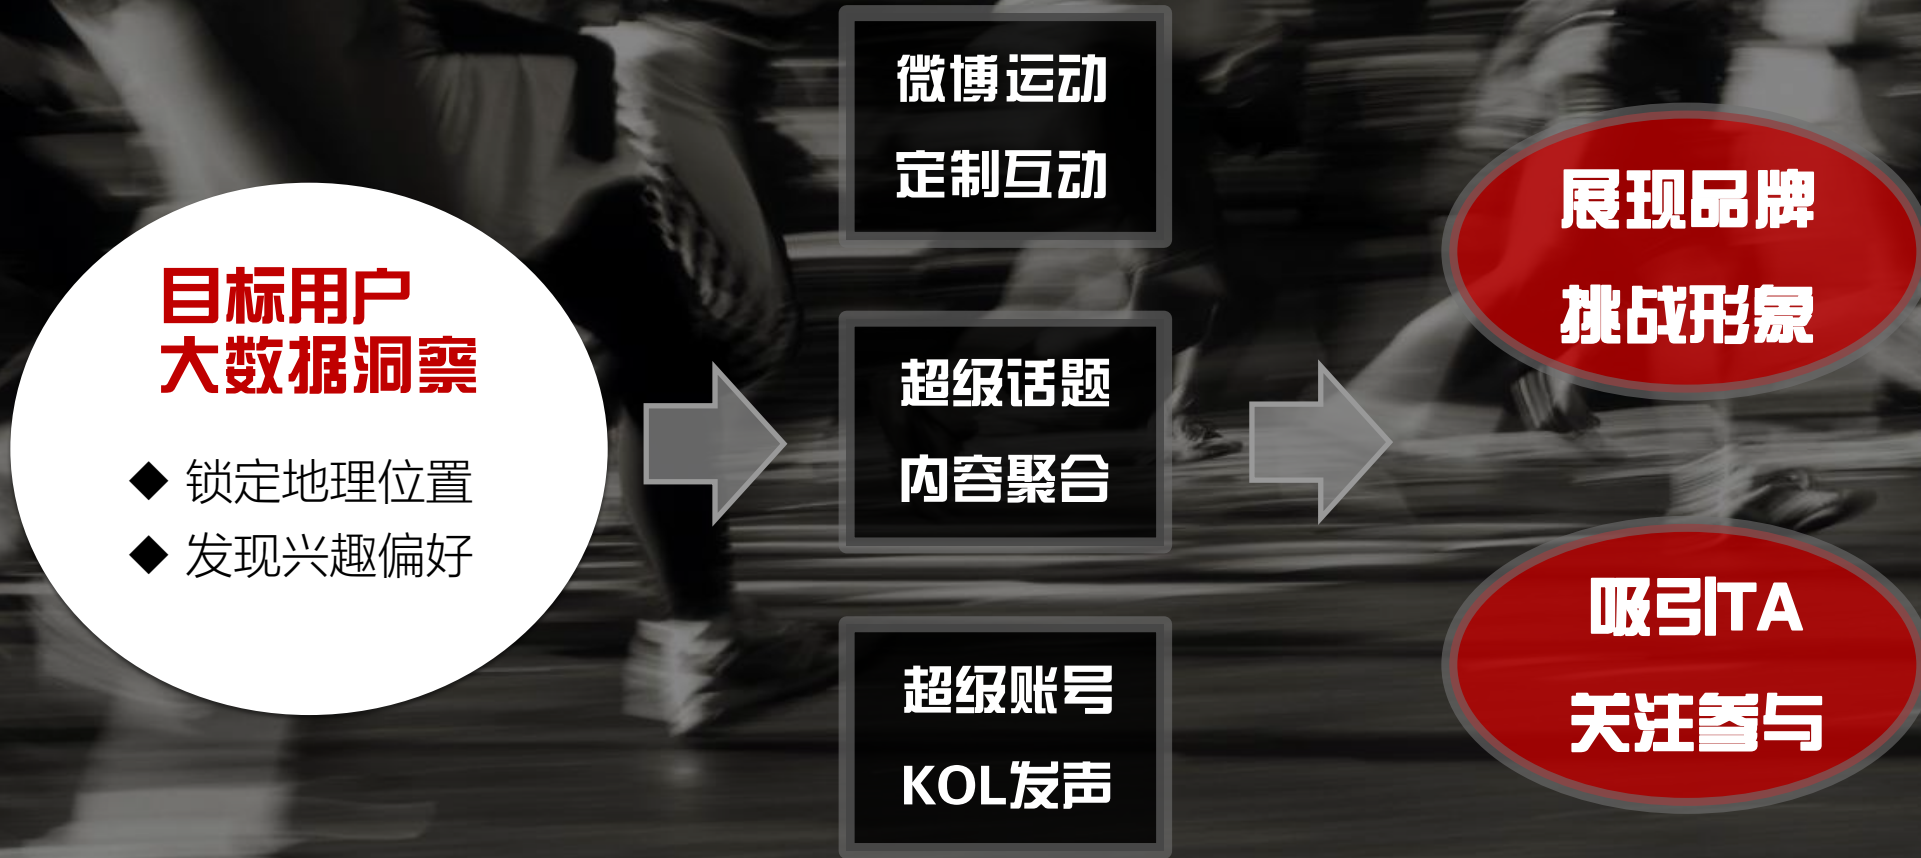 目标用户
大数据洞察
◆ 锁定地理位置
◆ 发现兴趣偏好
微博运动
定制互动
超级话题
内容聚合
超级账号
KOL发声
展现品牌
挑战形象
吸引TA
关注参与